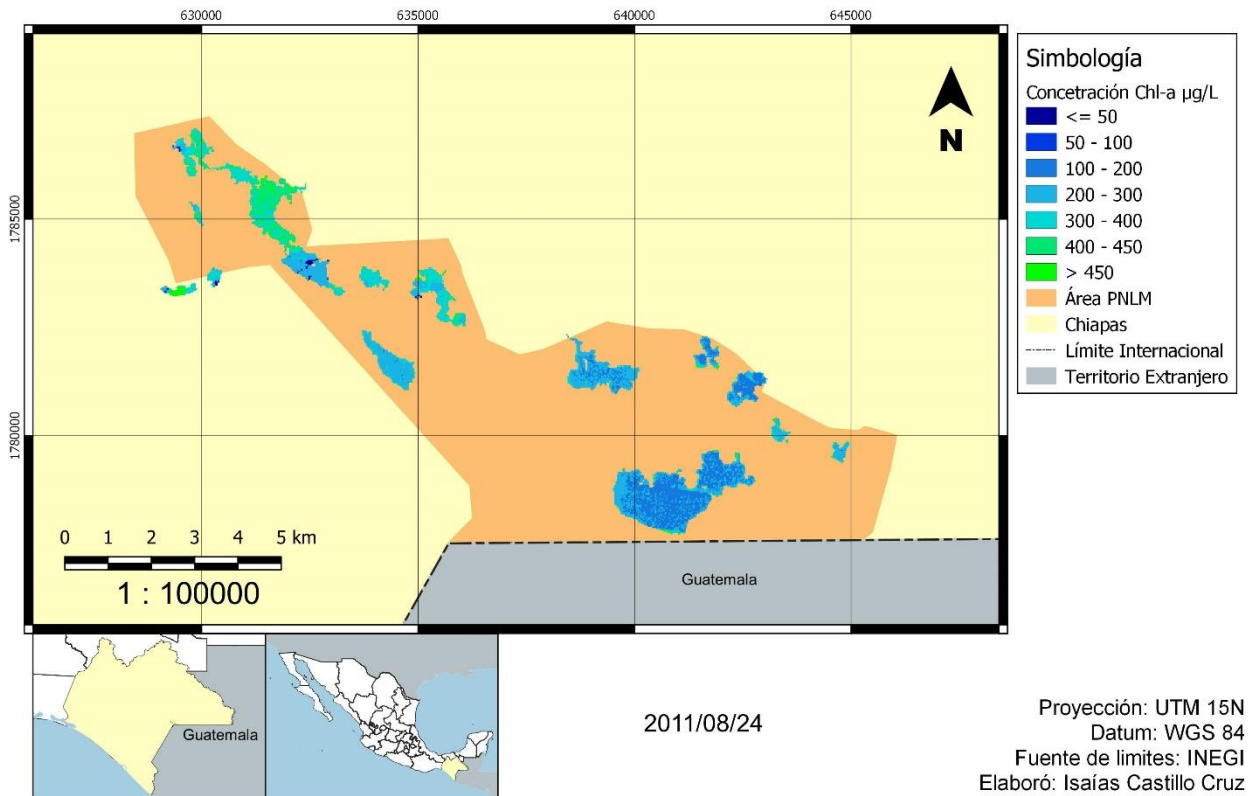 630000
635000
640000
645000
1785000
1780000
N
0 1 2 3 4 5 km
1 : 100000
Guatemala
Simbología
Concetración Chl-a µg/L
<= 50
50 - 100
100 - 200
200 - 300
300 - 400
400 - 450
> 450
Área PNLM
Chiapas
Límite Internacional
Territorio Extranjero
Guatemala
2011/08/24
Proyección: UTM 15N
Datum: WGS 84
Fuente de limites: INEGI
Elaboró: Isaías Castillo Cruz